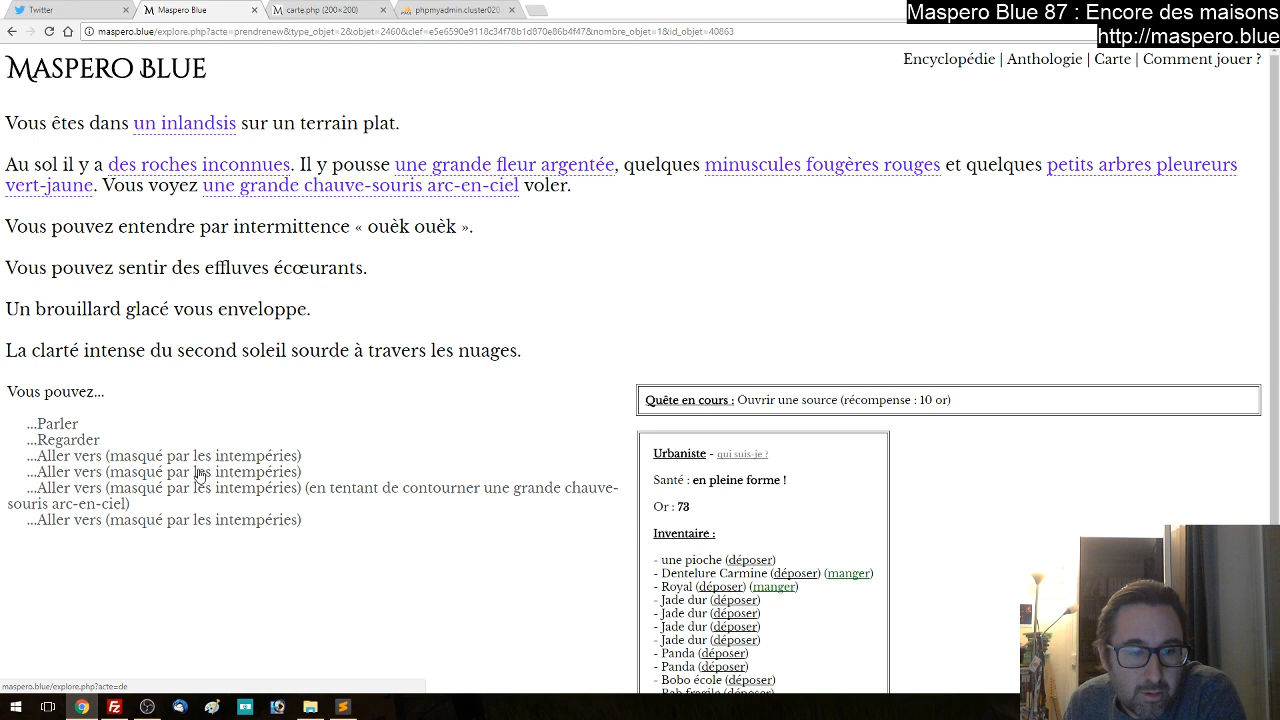 Twitter
Maspero Blue
carte.php (200×200)
phpmyadmin.cluster020.
Maspero Blue 87 : Encore des maisons
http://maspero.blue
maspero.blue/explore.php?acte=prendrenew&type_objet=2&objet=2460&clef=e5e6590e9118c34f78b1d870e86b4f47&nombre_objet=1&id_objet=40863
Maspero Blue
Encyclopédie | Anthologie | Carte | Comment jouer ?
Vous êtes dans un inlandsis sur un terrain plat.
Au sol il y a des roches inconnues. Il y pousse une grande fleur argentée, quelques minuscules fougères rouges et quelques petits arbres pleureurs
vert-jaune. Vous voyez une grande chauve-souris arc-en-ciel voler.
Vous pouvez entendre par intermittence « ouèk ouèk ».
Vous pouvez sentir des effluves écœurants.
Un brouillard glacé vous enveloppe.
La clarté intense du second soleil sourde à travers les nuages.
Vous pouvez...
...Parler
...Regarder
...Aller vers (masqué par les intempéries)
...Aller vers (masqué par les intempéries)
...Aller vers (masqué par les intempéries) (en tentant de contourner une grande chauve-
souris arc-en-ciel)
...Aller vers (masqué par les intempéries)
Quête en cours : Ouvrir une source (récompense : 10 or)
Urbaniste - qui suis-je ?
Santé : en pleine forme !
Or : 73
Inventaire :
- une pioche (déposer)
- Dentelure Carmine (déposer) (manger)
- Royal (déposer) (manger)
- Jade dur (déposer)
- Jade dur (déposer)
- Jade dur (déposer)
- Jade dur (déposer)
- Panda (déposer)
- Panda (déposer)
- Bobo école (déposer)
- Bab fragile (déposer)
maspero.blue/explore.php?acte=de